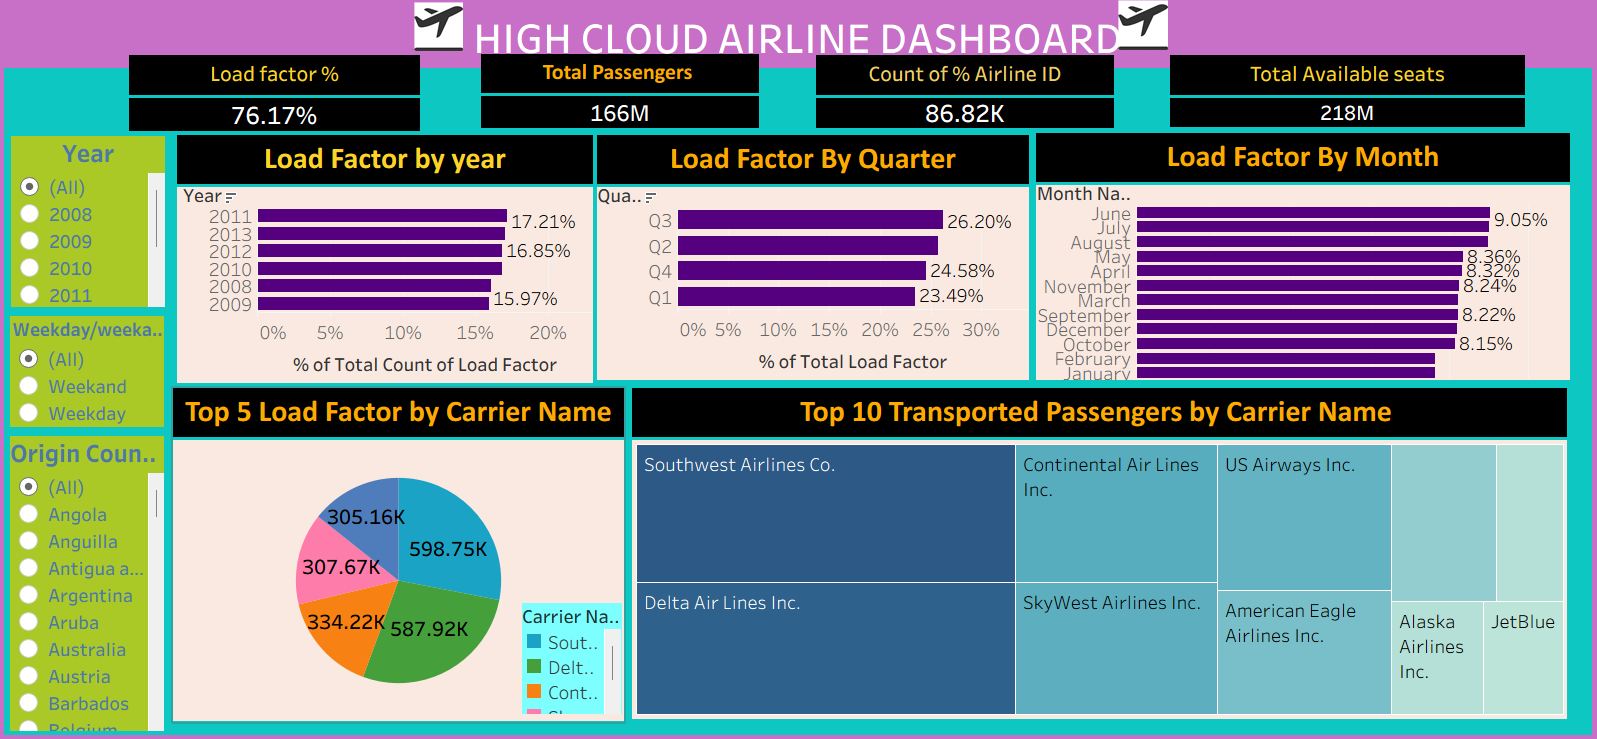 HIGH CLOUD AIRLINE DASHBOARD
Load factor %
76.17%
Total Passengers
166M
Count of % Airline ID
86.82K
Total Available seats
218M
Year
(All)
2008
2009
2010
2011
Weekday/weeka..
(All)
Weekand
Weekday
Origin Coun..
(All)
Angola
Anguilla
Antigua a...
Argentina
Aruba
Australia
Austria
Barbados
Belgium
Load Factor by year
Year
2011
17.21%
2013
2012
16.85%
2010
2008
2009
15.97%
0% 5% 10% 15% 20%
% of Total Count of Load Factor
Load Factor By Quarter
Qua..
Q3
26.20%
Q2
Q4
24.58%
Q1
23.49%
0% 5% 10% 15% 20% 25% 30%
% of Total Load Factor
Load Factor By Month
Month Na..
June
9.05%
July
August
May
8.36%
April
8.32%
November
8.24%
March
September
8.22%
December
October
8.15%
February
January
Top 5 Load Factor by Carrier Name
305.16K
598.75K
307.67K
334.22K
587.92K
Carrier Na..
Sout..
Delt..
Cont..
Top 10 Transported Passengers by Carrier Name
Southwest Airlines Co.
Delta Air Lines Inc.
Continental Air Lines
Inc.
SkyWest Airlines Inc.
US Airways Inc.
American Eagle
Airlines Inc.
Alaska
Airlines
Inc.
JetBlue